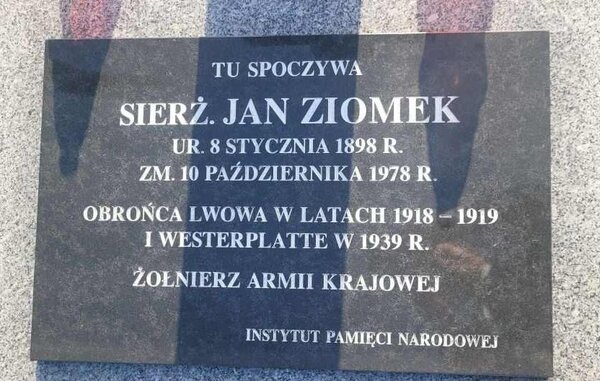 TU SPOCZYWA
SIERŻ. JAN ZIOMEK
UR. 8 STYCZNIA 1898 R.
ZM. 10 PAŹDZIERNIKA 1978 R.
OBROŃCA LWOWA W LATACH 1918 – 1919
I WESTERPLATTE W 1939 R.
ŻOŁNIERZ ARMII KRAJOWEJ
INSTYTUT PAMIĘCI NARODOWEJ